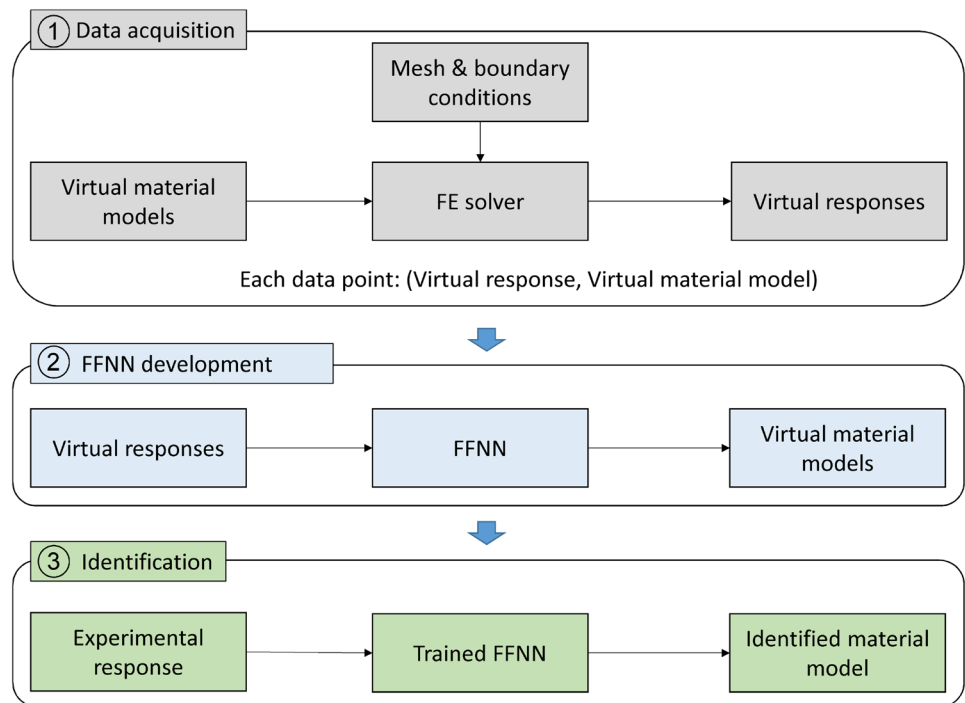 ① Data acquisition
Mesh & boundary
conditions
Virtual material
models
FE solver
Virtual responses
Each data point: (Virtual response, Virtual material model)
② FFNN development
Virtual responses
FFNN
Virtual material
models
③ Identification
Experimental
response
Trained FFNN
Identified material
model